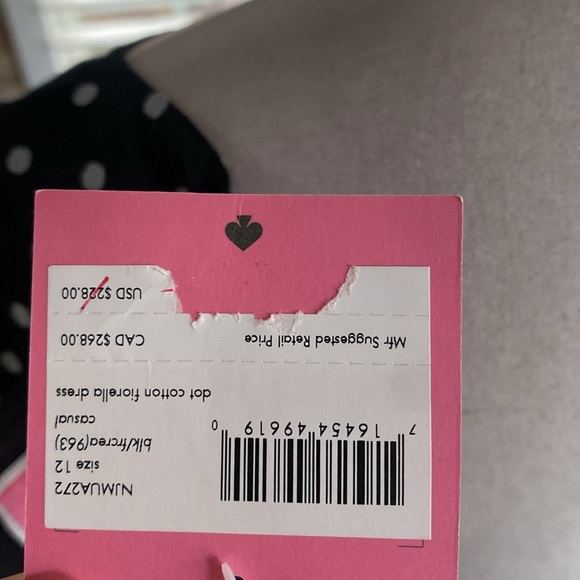 NJMUA272
size 12
blk/frcrea(963)
casual
dot cotton fiorella dress
7 16454 49619 0
Mfr Suggested Retail Price
CAD $268.00
USD $228.00